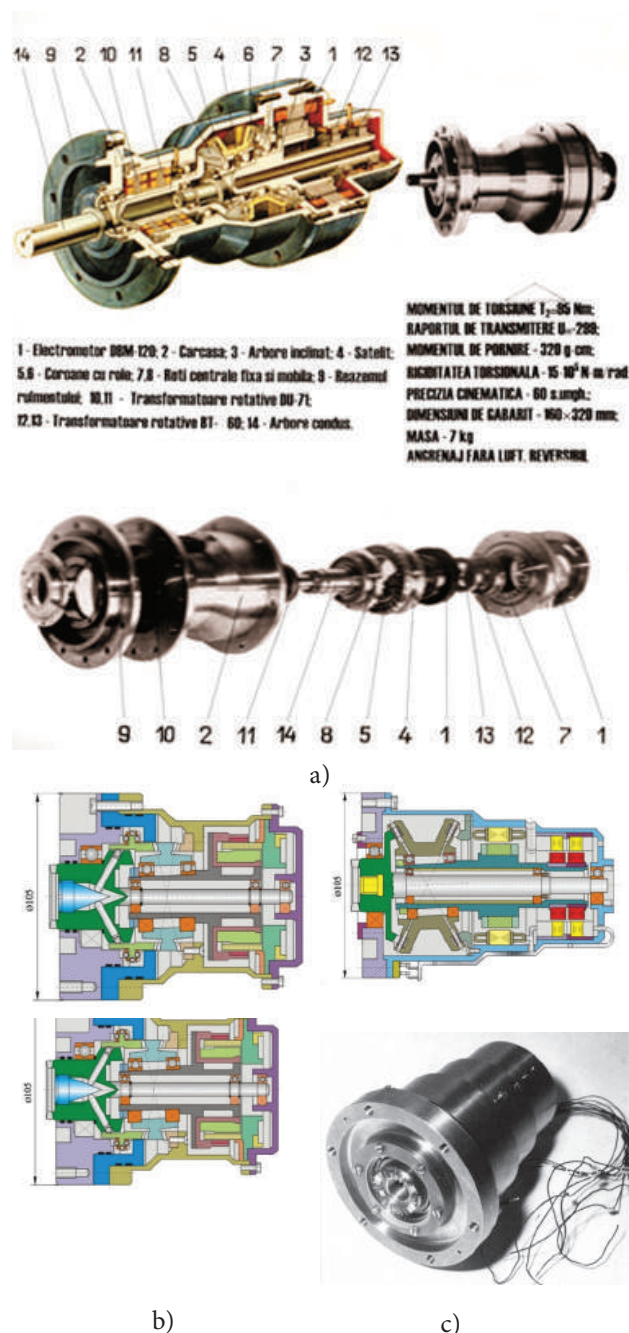 14 9 2 10 11 8 5 4 6 7 3 1 12 13
1 - Electromotor DBM-120; 2 - Carcasa; 3 - Arbore inclinat; 4 - Satelit;
5,6 - Coroane cu role; 7,8 - Roti centrale fixa si mobila; 9 - Reazemul
rulmentului; 10,11 - Transformatoare rotative DU-71;
12,13 - Transformatoare rotative BT- 60; 14 - Arbore condus.
MOMENTUL DE TORSIUNE T₂=95 Nm;
RAPORTUL DE TRANSMITERE U=-299;
MOMENTUL DE PORNIRE - 320 g·cm;
RIGIDITATEA TORSIONALA - 15·10⁵ N·m/rad
PRECIZIA CINEMATICA - 60 s.ungh.;
DIMENSIUNI DE GABARIT - 160×320 mm;
MASA - 7 kg
ANGRENAJ FARA LUFT. REVERSIBIL
9 10 2 11 14 8 5 4 1 13 12 7 1
a)
ø105
ø105
ø105
b)
c)